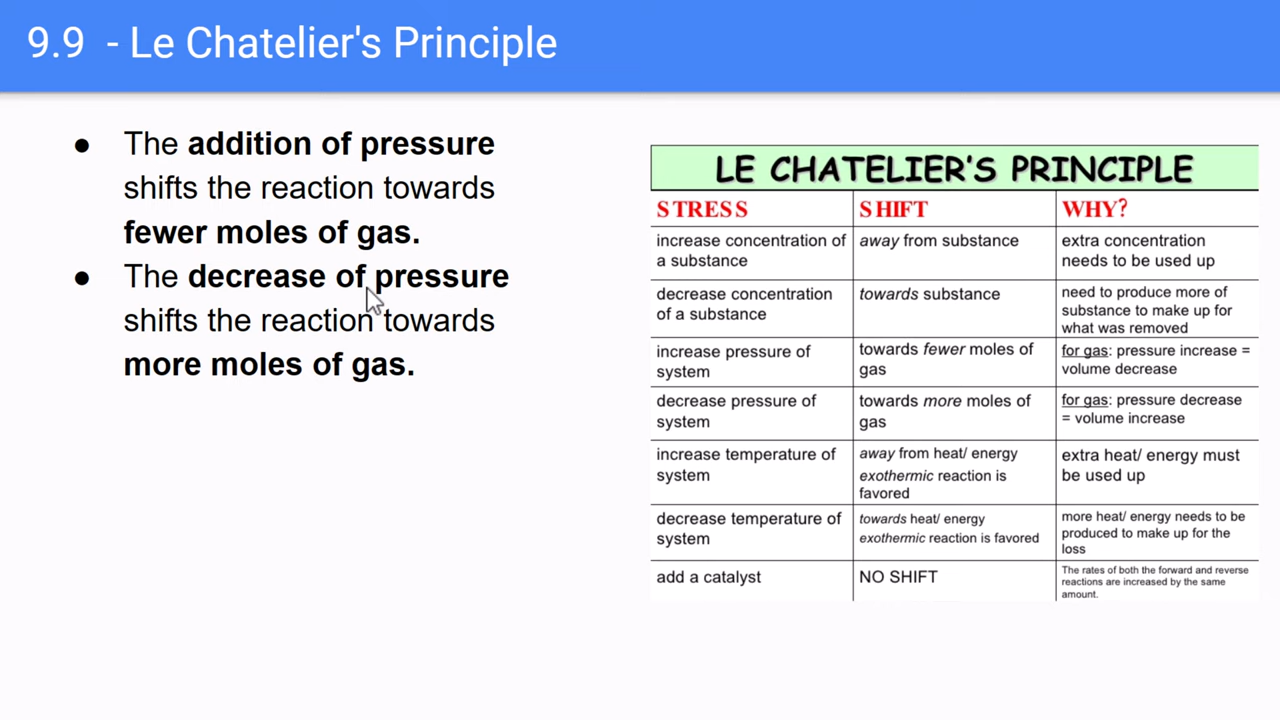 9.9 - Le Chatelier's Principle
● The addition of pressure
shifts the reaction towards
fewer moles of gas.
● The decrease of pressure
shifts the reaction towards
more moles of gas.
LE CHATELIER'S PRINCIPLE
STRESS SHIFT WHY?
increase concentration of
a substance
away from substance
extra concentration
needs to be used up
decrease concentration
of a substance
towards substance
need to produce more of
substance to make up for
what was removed
increase pressure of
system
towards fewer moles of
gas
for gas: pressure increase =
volume decrease
decrease pressure of
system
towards more moles of
gas
for gas: pressure decrease
= volume increase
increase temperature of
system
away from heat/ energy
exothermic reaction is
favored
extra heat/ energy must
be used up
decrease temperature of
system
towards heat/ energy
exothermic reaction is favored
more heat/ energy needs to be
produced to make up for the
loss
add a catalyst
NO SHIFT
The rates of both the forward and reverse
reactions are increased by the same
amount.